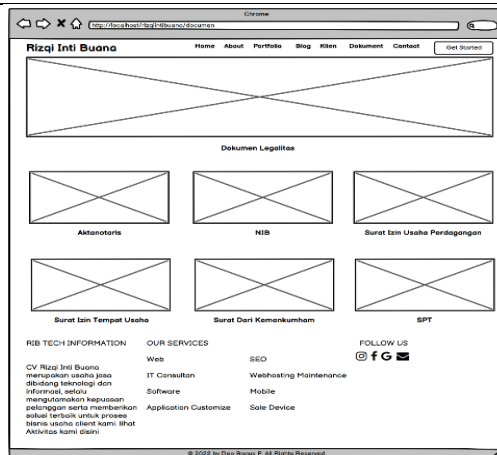 Chrome
http://localhost/rizqiintibuana/documen
Rizqi Inti Buana Home About Portfolio Blog Klien Dokument Contact Get Started
Dokumen Legalitas
Aktanotaris NIB Surat Izin Usaha Perdagangan
Surat Izin Tempat Usaha Surat Dari Kemenkumham SPT
RIB TECH INFORMATION OUR SERVICES FOLLOW US
CV Rizqi Inti Buana
merupakan usaha jasa
dibidang teknologi dan
informasi, selalu
mengutamakan kepuasan
pelanggan serta memberikan
solusi terbaik untuk proses
bisnis usaha client kami. lihat
Aktivitas kami disini
Web SEO
IT Consultan Webhosting Maintenance
Software Mobile
Application Customize Sale Device
© 2022 by Deo Bagus P. All Rights Reserved